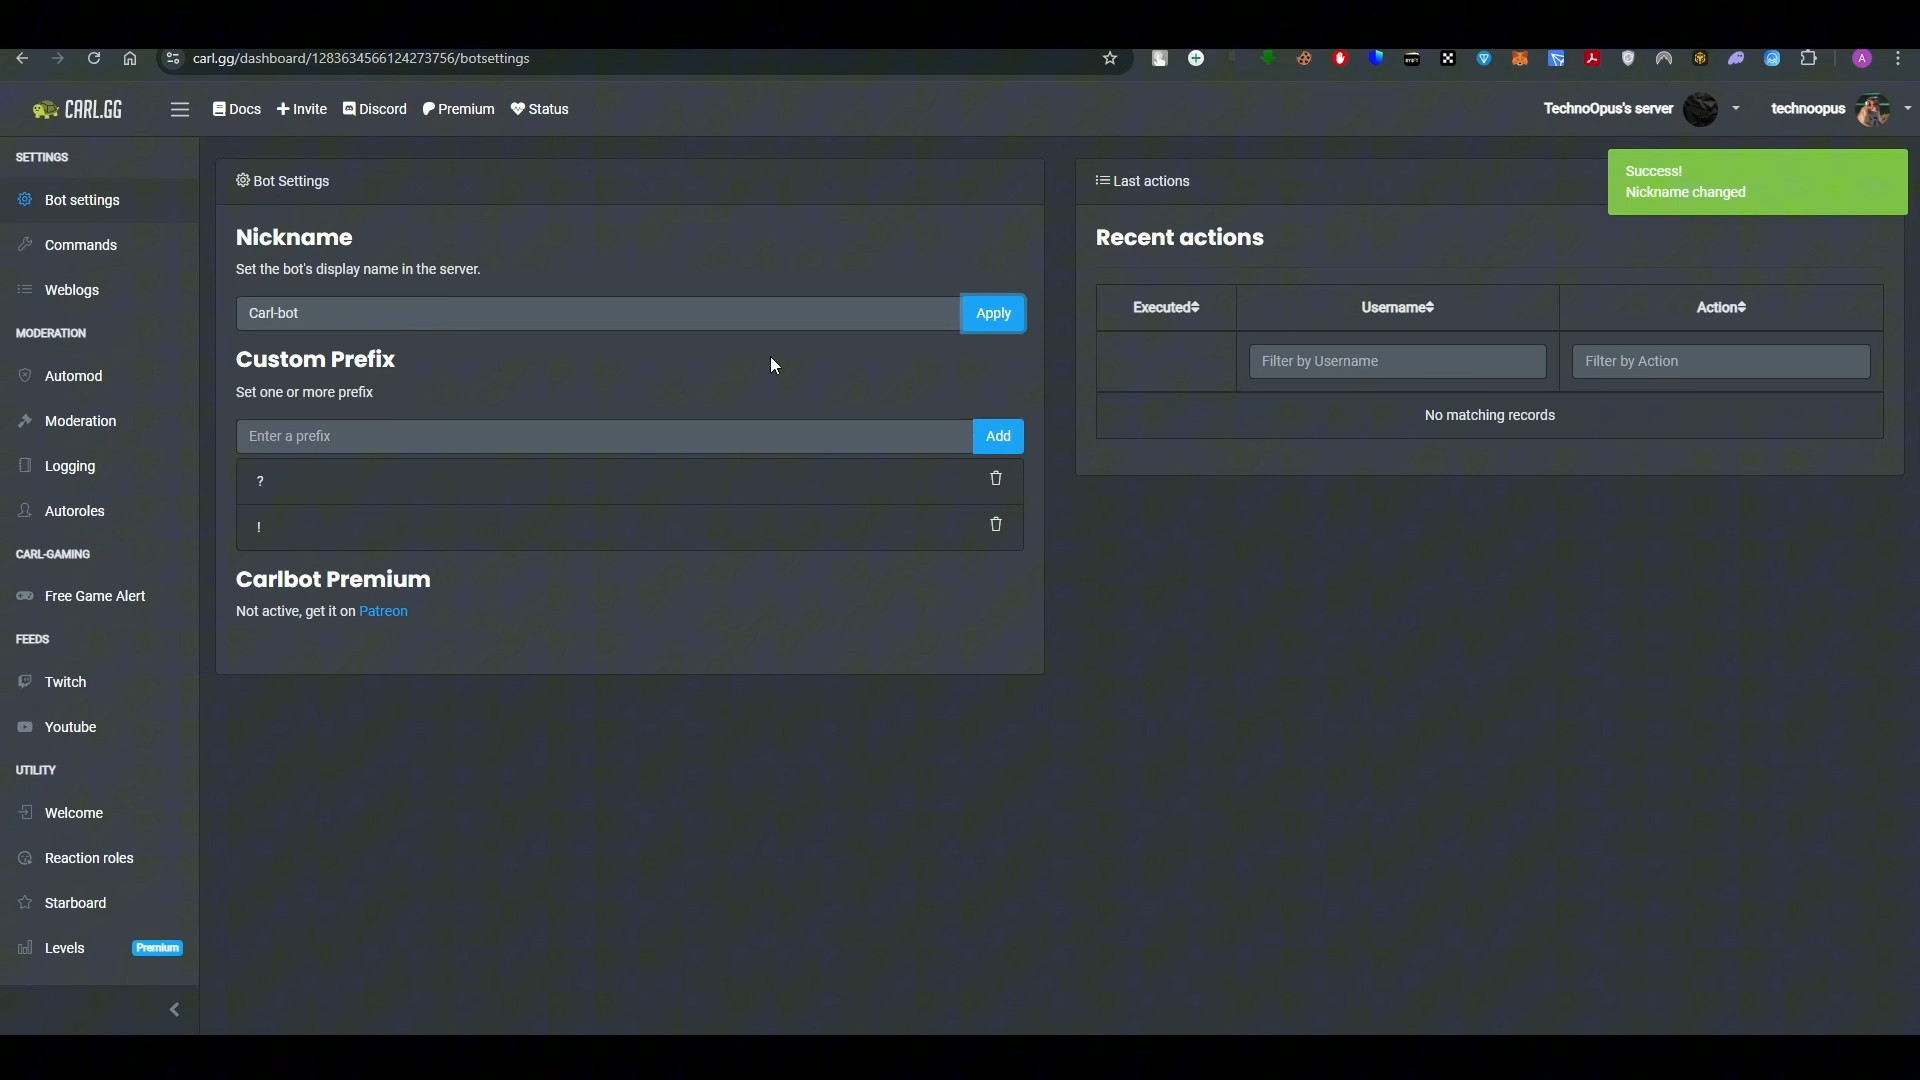 carl.gg/dashboard/1283634566124273756/botsettings
CARL.GG
Docs
Invite
Discord
Premium
Status
TechnoOpus's server
technoopus
A
SETTINGS
Bot settings
Commands
Weblogs
MODERATION
Automod
Moderation
Logging
Autoroles
CARL-GAMING
Free Game Alert
FEEDS
Twitch
Youtube
UTILITY
Welcome
Reaction roles
Starboard
Levels Premium
Bot Settings
Nickname
Set the bot's display name in the server.
Carl-bot
Apply
Custom Prefix
Set one or more prefix
Enter a prefix
Add
?
!
Carlbot Premium
Not active, get it on Patreon
Last actions
Success!
Nickname changed
Recent actions
Executed Username Action
Filter by Username Filter by Action
No matching records